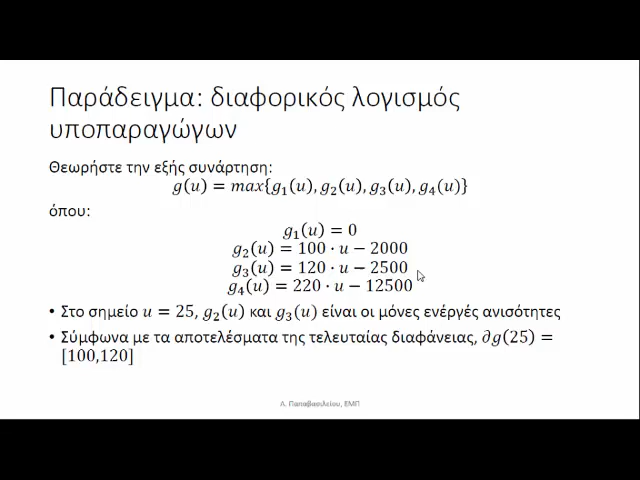 Παράδειγμα: διαφορικός λογισμός
υποπαραγώγων
Θεωρήστε την εξής συνάρτηση:
g(u) = max{g₁(u), g₂(u), g₃(u), g₄(u)}
όπου:
g₁(u) = 0
g₂(u) = 100 · u − 2000
g₃(u) = 120 · u − 2500
g₄(u) = 220 · u − 12500
• Στο σημείο u = 25, g₂(u) και g₃(u) είναι οι μόνες ενέργές ανισότητες
• Σύμφωνα με τα αποτελέσματα της τελευταίας διαφάνειας, ∂g(25) =
[100,120]
Α. Παπαβασιλείου, ΕΜΠ